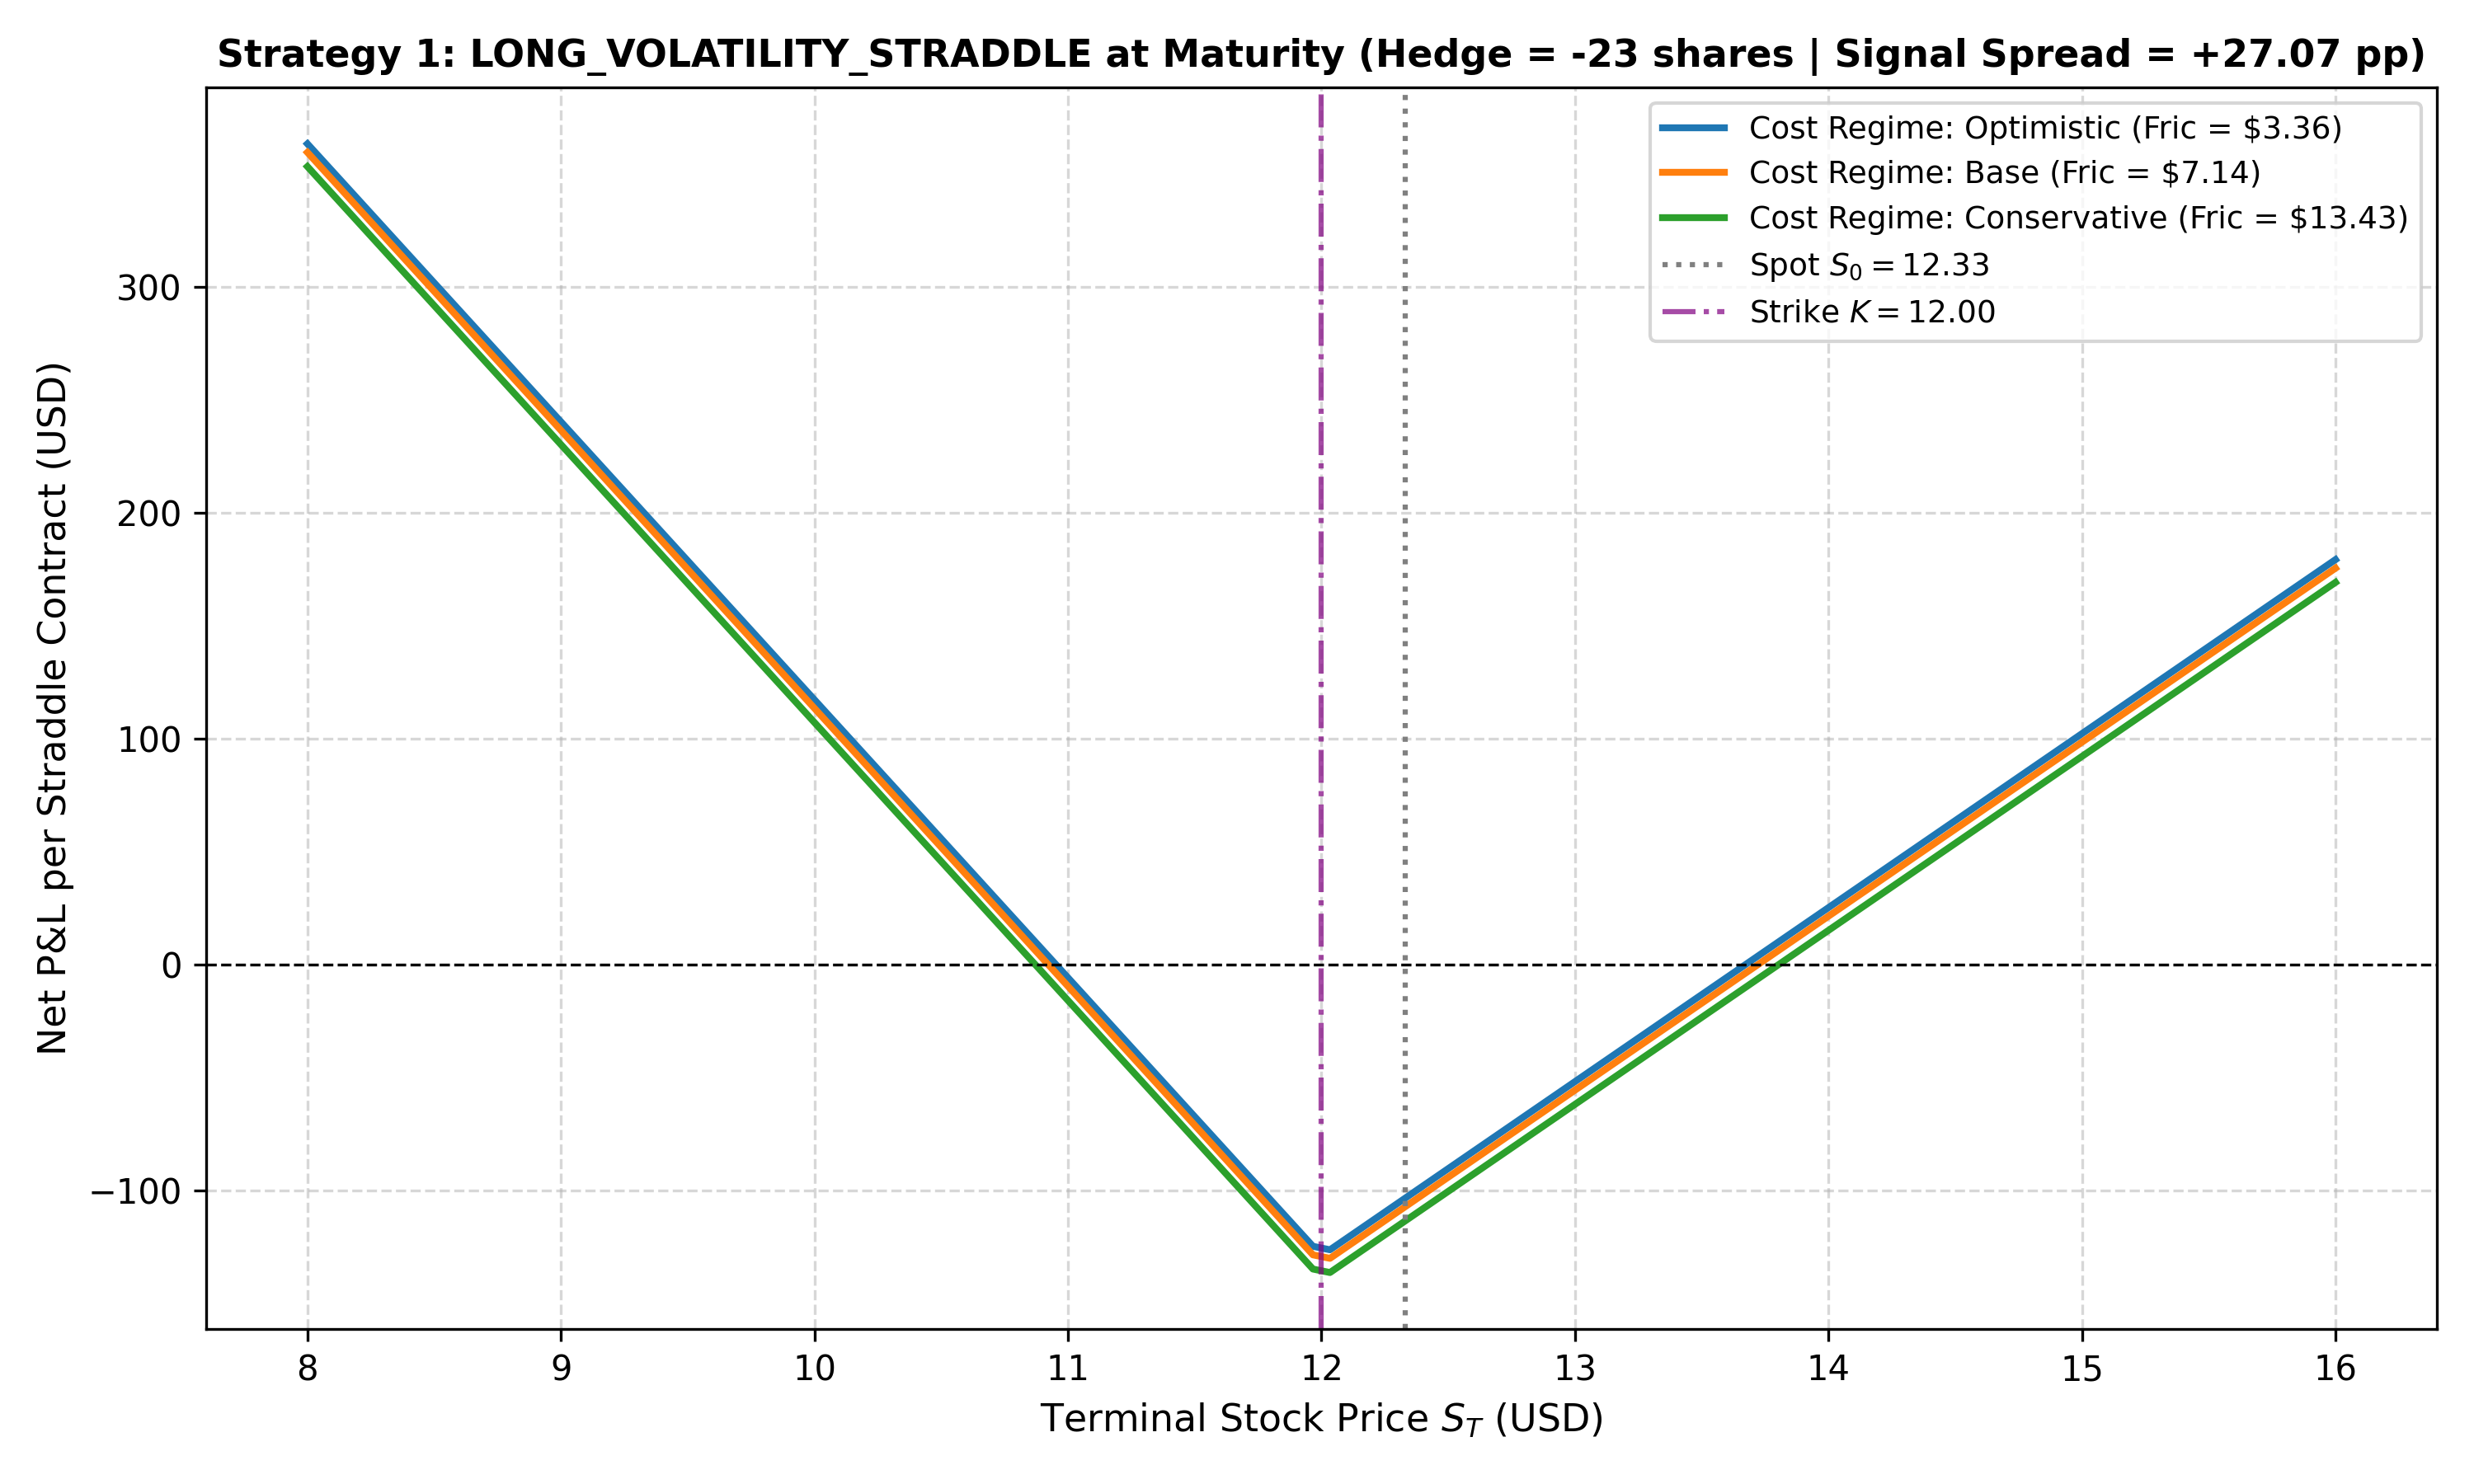 Strategy 1: LONG_VOLATILITY_STRADDLE at Maturity (Hedge = -23 shares | Signal Spread = +27.07 pp)
Cost Regime: Optimistic (Fric = $3.36)
Cost Regime: Base (Fric = $7.14)
Cost Regime: Conservative (Fric = $13.43)
Spot S₀ = 12.33
Strike K = 12.00
Net P&L per Straddle Contract (USD)
300
200
100
0
−100
8 9 10 11 12 13 14 15 16
Terminal Stock Price S_T (USD)